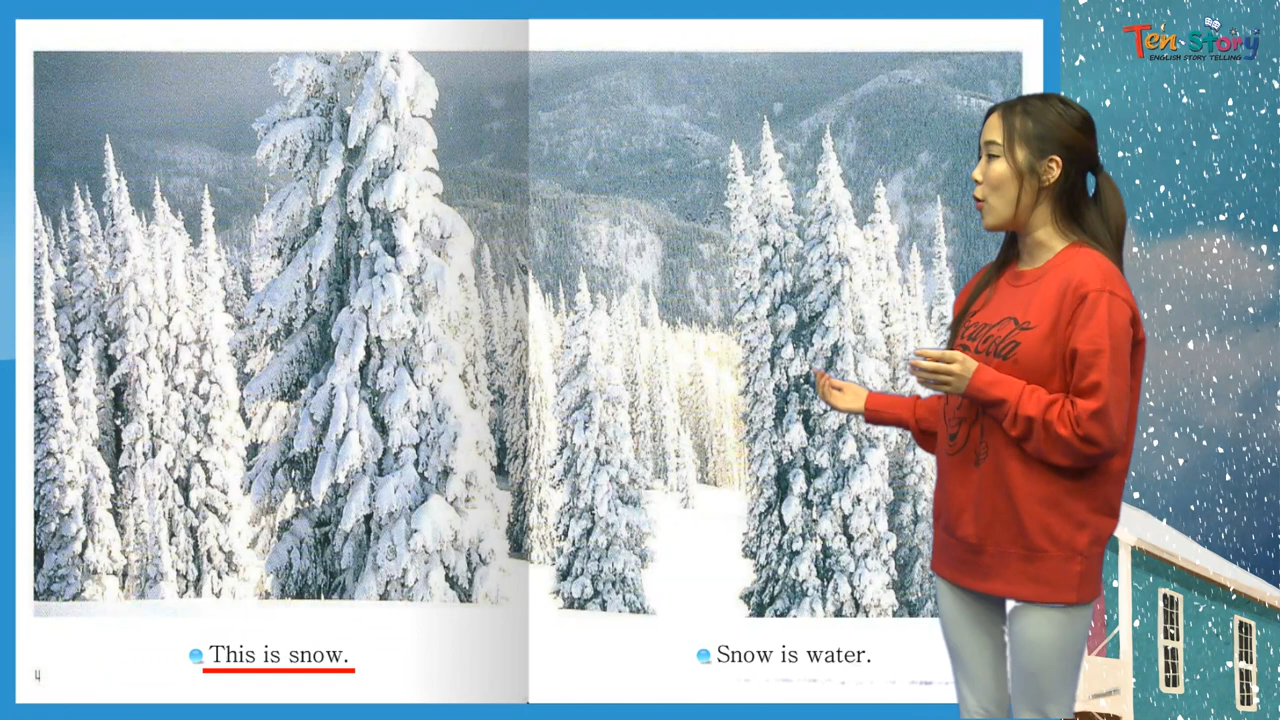 Ten Story
ENGLISH STORY TELLING
Coca Cola
This is snow.
Snow is water.
4